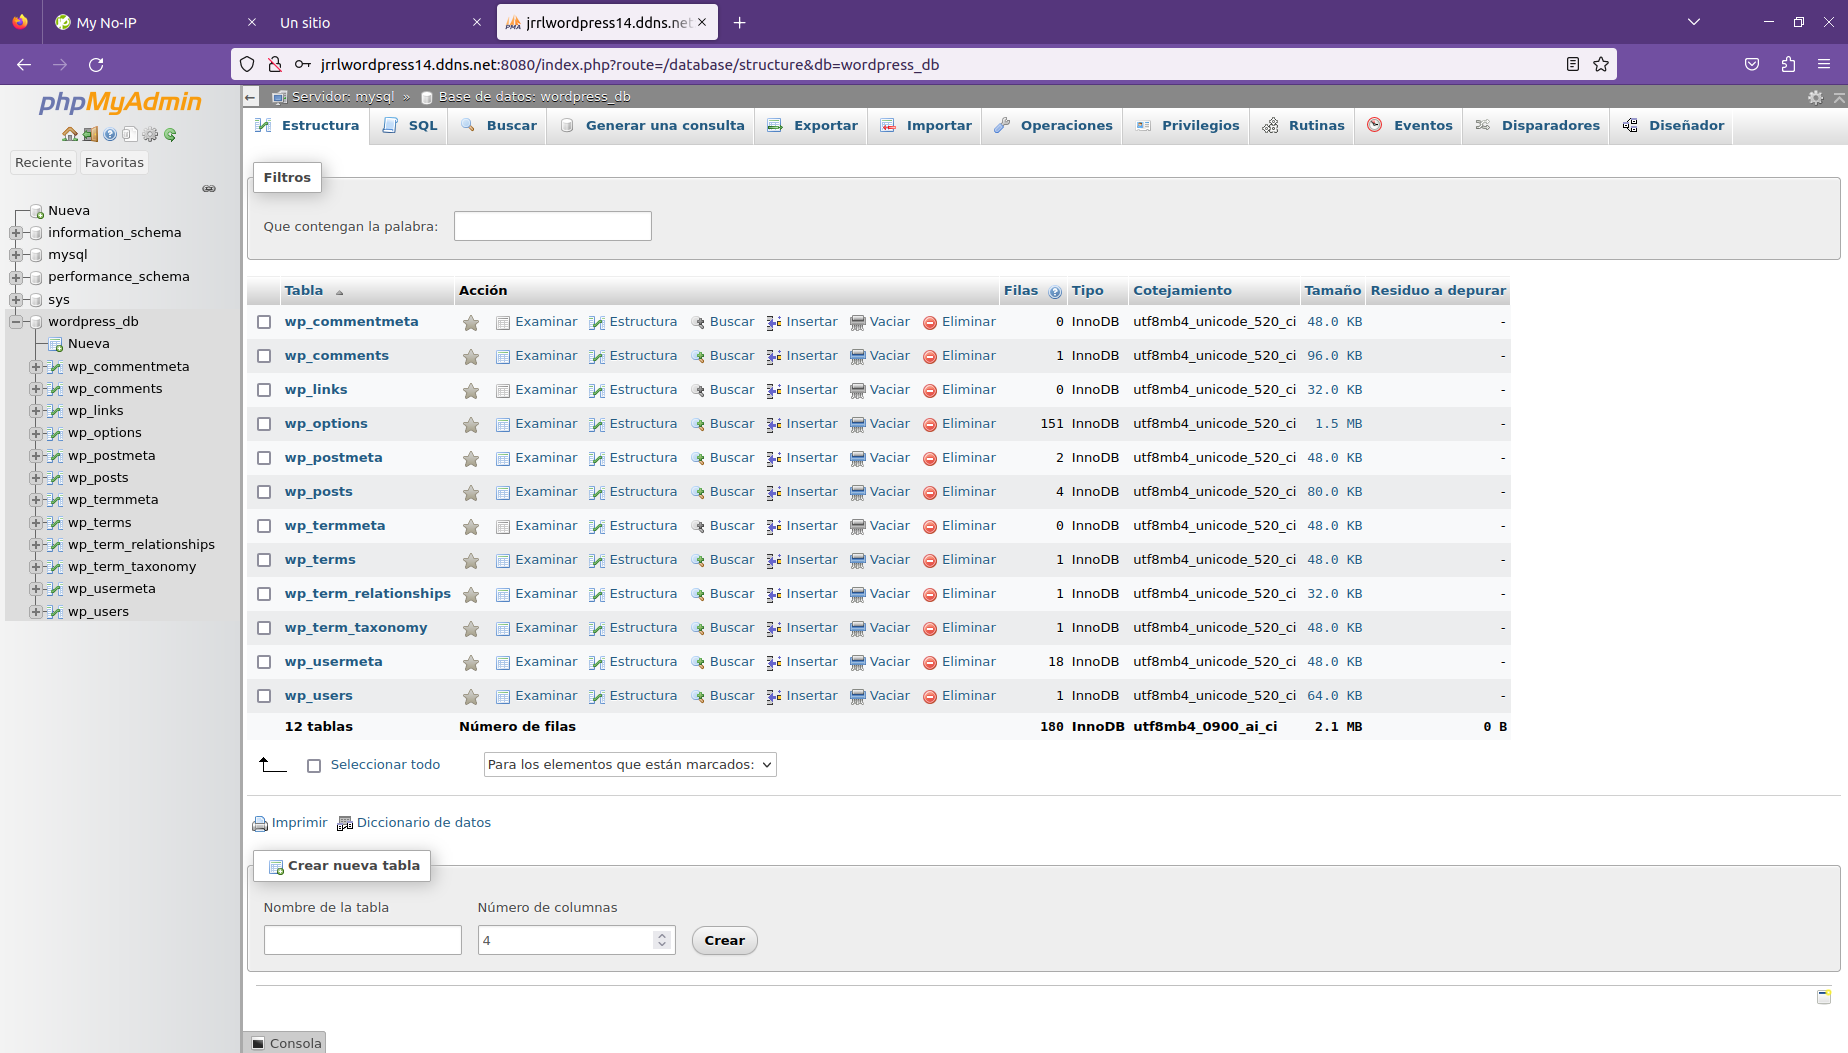 My No-IP
Un sitio
jrrlwordpress14.ddns.net
jrrlwordpress14.ddns.net:8080/index.php?route=/database/structure&db=wordpress_db
phpMyAdmin
Reciente Favoritas
Nueva
information_schema
mysql
performance_schema
sys
wordpress_db
Nueva
wp_commentmeta
wp_comments
wp_links
wp_options
wp_postmeta
wp_posts
wp_termmeta
wp_terms
wp_term_relationships
wp_term_taxonomy
wp_usermeta
wp_users
Servidor: mysql » Base de datos: wordpress_db
Estructura SQL Buscar Generar una consulta Exportar Importar Operaciones Privilegios Rutinas Eventos Disparadores Diseñador
Filtros
Que contengan la palabra:
Tabla Acción Filas Tipo Cotejamiento Tamaño Residuo a depurar
wp_commentmeta Examinar Estructura Buscar Insertar Vaciar Eliminar 0 InnoDB utf8mb4_unicode_520_ci 48.0 KB -
wp_comments Examinar Estructura Buscar Insertar Vaciar Eliminar 1 InnoDB utf8mb4_unicode_520_ci 96.0 KB -
wp_links Examinar Estructura Buscar Insertar Vaciar Eliminar 0 InnoDB utf8mb4_unicode_520_ci 32.0 KB -
wp_options Examinar Estructura Buscar Insertar Vaciar Eliminar 151 InnoDB utf8mb4_unicode_520_ci 1.5 MB -
wp_postmeta Examinar Estructura Buscar Insertar Vaciar Eliminar 2 InnoDB utf8mb4_unicode_520_ci 48.0 KB -
wp_posts Examinar Estructura Buscar Insertar Vaciar Eliminar 4 InnoDB utf8mb4_unicode_520_ci 80.0 KB -
wp_termmeta Examinar Estructura Buscar Insertar Vaciar Eliminar 0 InnoDB utf8mb4_unicode_520_ci 48.0 KB -
wp_terms Examinar Estructura Buscar Insertar Vaciar Eliminar 1 InnoDB utf8mb4_unicode_520_ci 48.0 KB -
wp_term_relationships Examinar Estructura Buscar Insertar Vaciar Eliminar 1 InnoDB utf8mb4_unicode_520_ci 32.0 KB -
wp_term_taxonomy Examinar Estructura Buscar Insertar Vaciar Eliminar 1 InnoDB utf8mb4_unicode_520_ci 48.0 KB -
wp_usermeta Examinar Estructura Buscar Insertar Vaciar Eliminar 18 InnoDB utf8mb4_unicode_520_ci 48.0 KB -
wp_users Examinar Estructura Buscar Insertar Vaciar Eliminar 1 InnoDB utf8mb4_unicode_520_ci 64.0 KB -
12 tablas Número de filas 180 InnoDB utf8mb4_0900_ai_ci 2.1 MB 0 B
Seleccionar todo Para los elementos que están marcados:
Imprimir Diccionario de datos
Crear nueva tabla
Nombre de la tabla Número de columnas
4 Crear
Consola